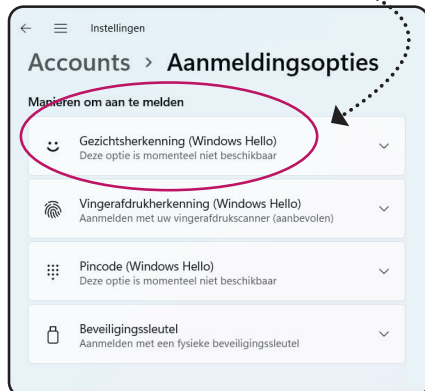 Instellingen
Accounts > Aanmeldingsopties
Manieren om aan te melden
Gezichtsherkenning (Windows Hello)
Deze optie is momenteel niet beschikbaar
Vingerafdrukherkenning (Windows Hello)
Aanmelden met uw vingerafdrukscanner (aanbevolen)
Pincode (Windows Hello)
Deze optie is momenteel niet beschikbaar
Beveiligingssleutel
Aanmelden met een fysieke beveiligingssleutel